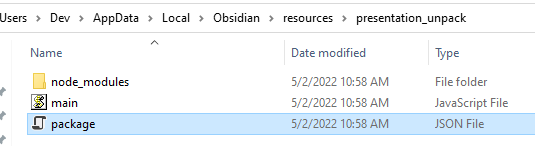 Users > Dev > AppData > Local > Obsidian > resources > presentation_unpack
Name Date modified Type
node_modules 5/2/2022 10:58 AM File folder
main 5/2/2022 10:58 AM JavaScript File
package 5/2/2022 10:58 AM JSON File